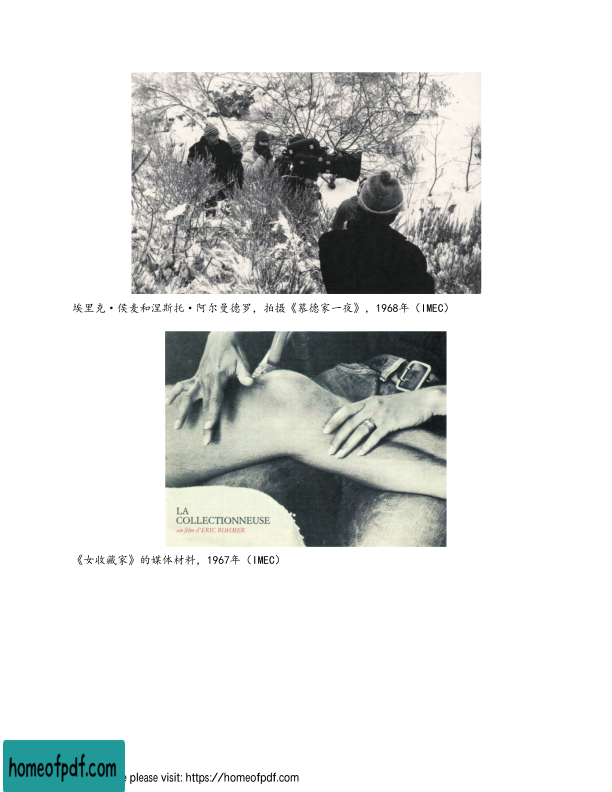 埃里克·侯麦和涅斯托·阿尔曼德罗，拍摄《慕德家一夜》，1968年（IMEC）
LA
COLLECTIONNEUSE
un film d'ERIC ROHMER
《女收藏家》的媒体材料，1967年（IMEC）
homeofpdf.com
e please visit: https://homeofpdf.com